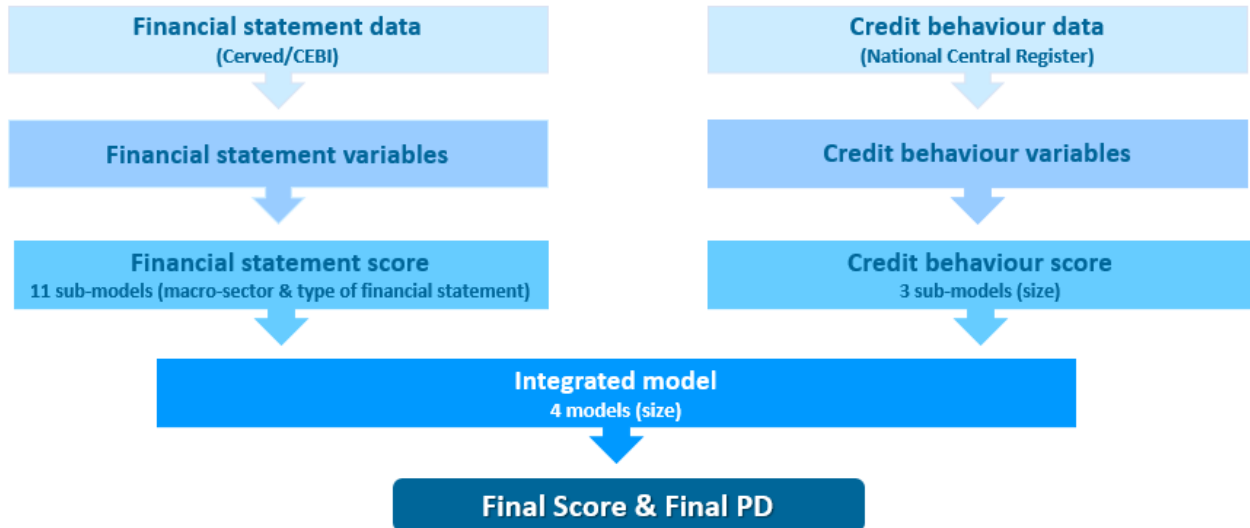 Financial statement data
(Cerved/CEBI)
Credit behaviour data
(National Central Register)
Financial statement variables
Credit behaviour variables
Financial statement score
11 sub-models (macro-sector & type of financial statement)
Credit behaviour score
3 sub-models (size)
Integrated model
4 models (size)
Final Score & Final PD